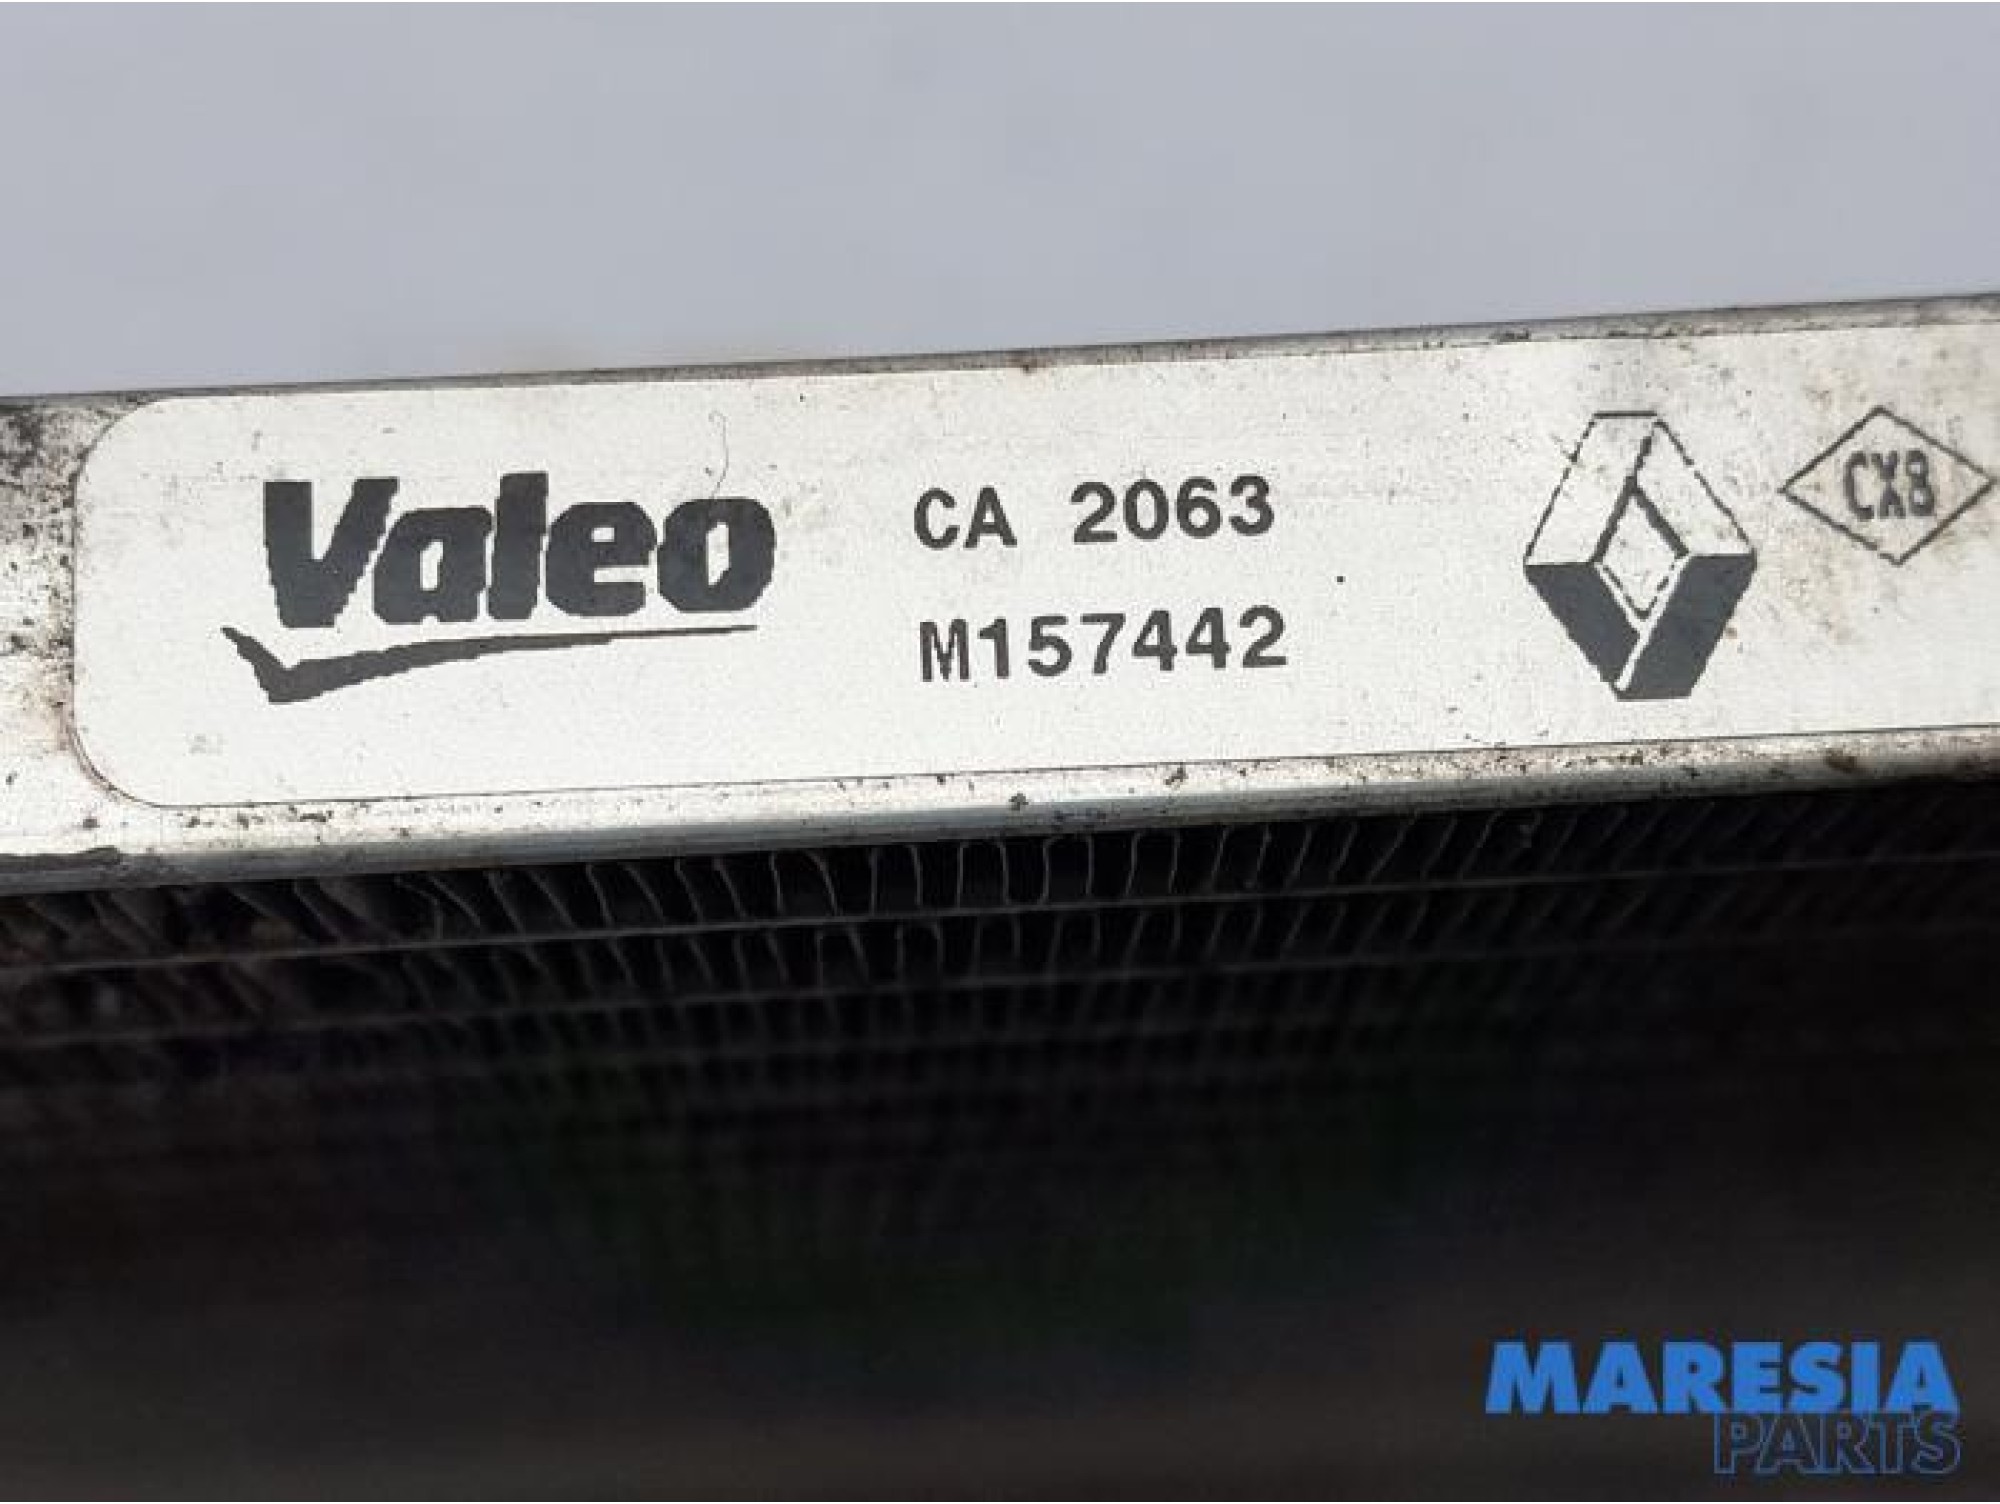 Valeo
CA 2063
M157442
CX8
MARESIA
PARTS